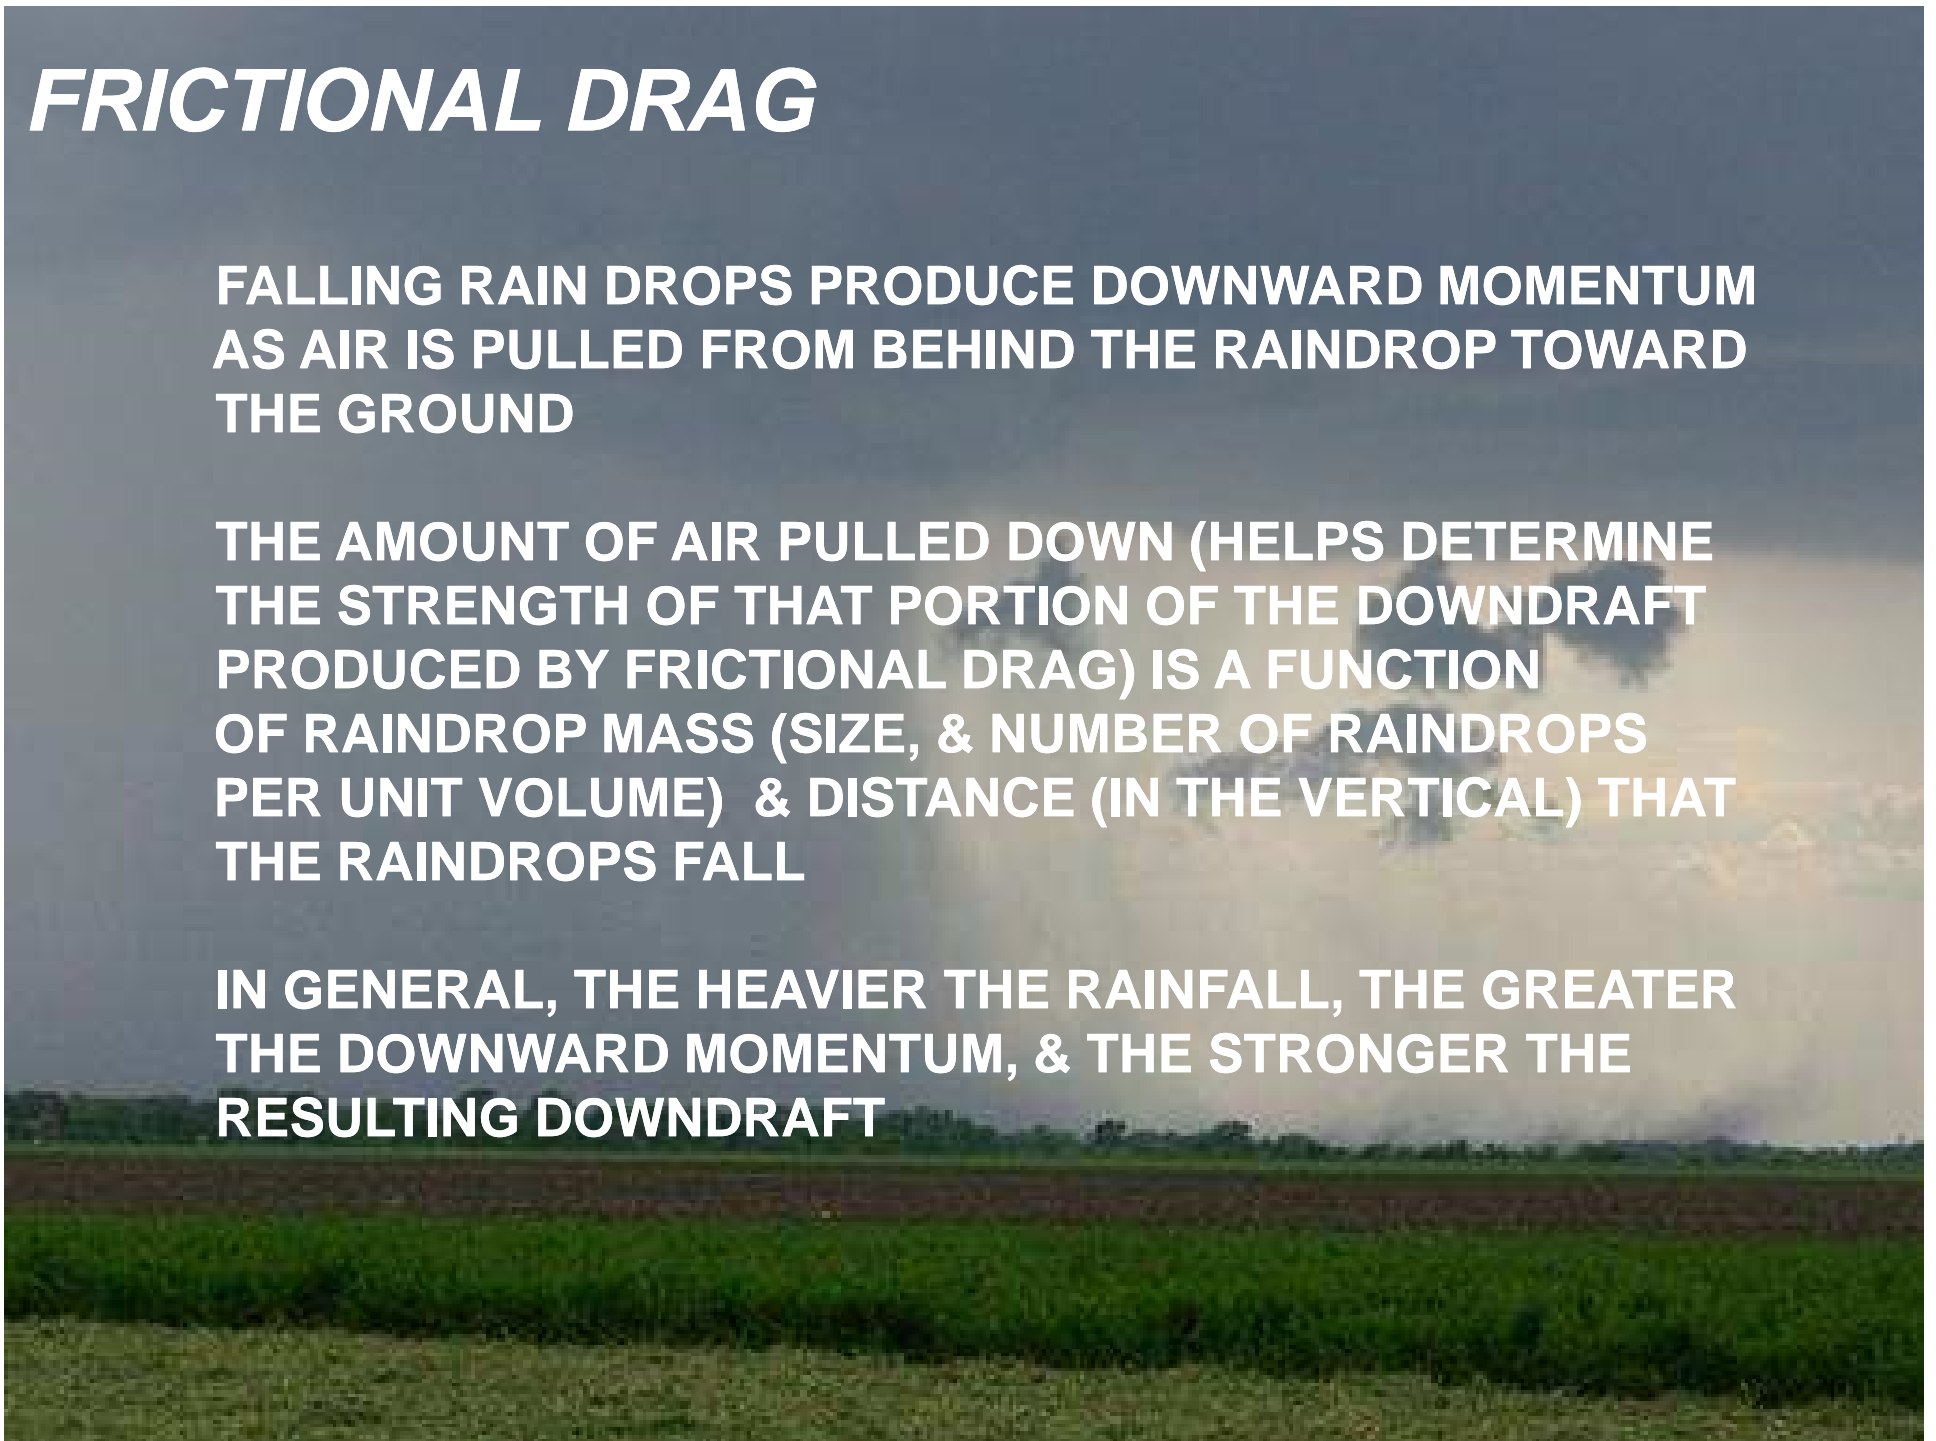 FRICTIONAL DRAG
FALLING RAIN DROPS PRODUCE DOWNWARD MOMENTUM
AS AIR IS PULLED FROM BEHIND THE RAINDROP TOWARD
THE GROUND
THE AMOUNT OF AIR PULLED DOWN (HELPS DETERMINE
THE STRENGTH OF THAT PORTION OF THE DOWNDRAFT
PRODUCED BY FRICTIONAL DRAG) IS A FUNCTION
OF RAINDROP MASS (SIZE, & NUMBER OF RAINDROPS
PER UNIT VOLUME) & DISTANCE (IN THE VERTICAL) THAT
THE RAINDROPS FALL
IN GENERAL, THE HEAVIER THE RAINFALL, THE GREATER
THE DOWNWARD MOMENTUM, & THE STRONGER THE
RESULTING DOWNDRAFT